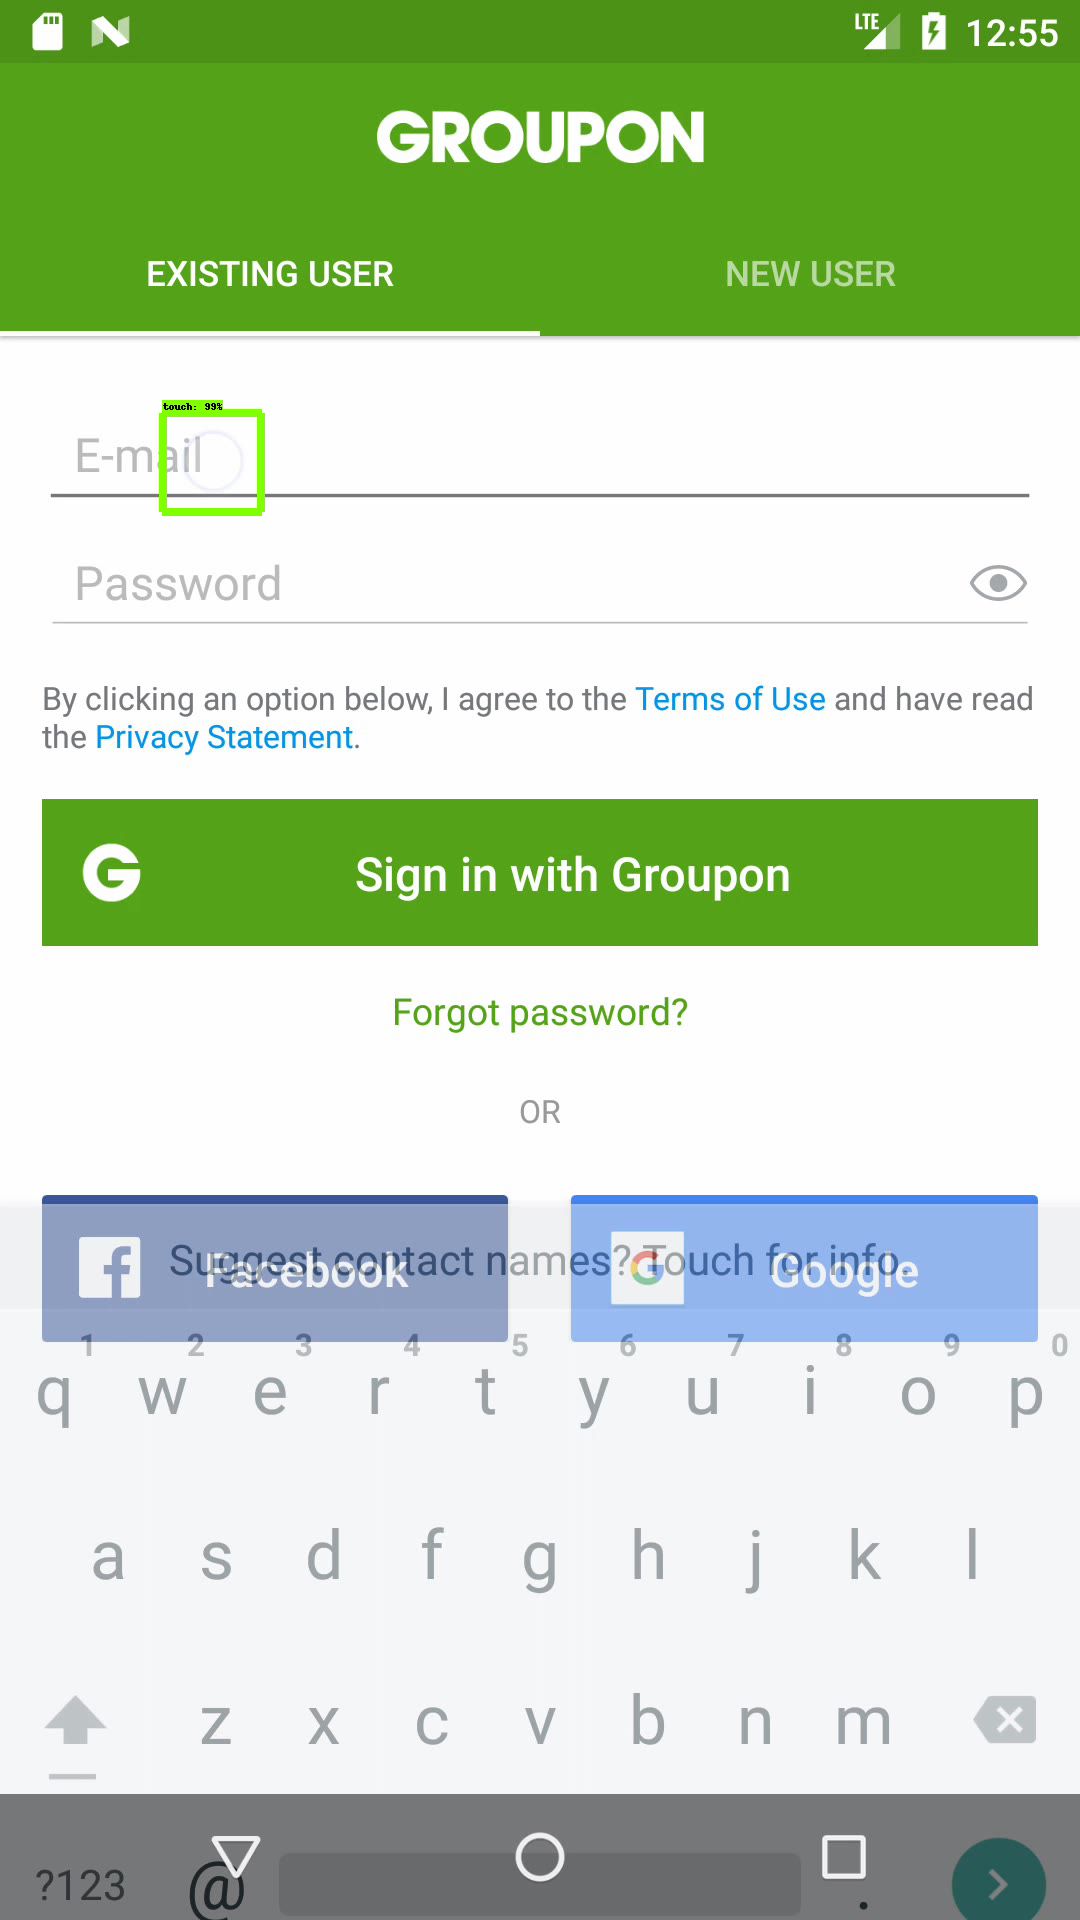 LTE 12:55
GROUPON
EXISTING USER NEW USER
touch: 99%
E-mail
Password
By clicking an option below, I agree to the Terms of Use and have read
the Privacy Statement.
G Sign in with Groupon
Forgot password?
OR
Suggest contact names? Touch for info.
f Facebook G Google
1 2 3 4 5 6 7 8 9 0
q w e r t y u i o p
a s d f g h j k l
z x c v b n m
?123 @ .